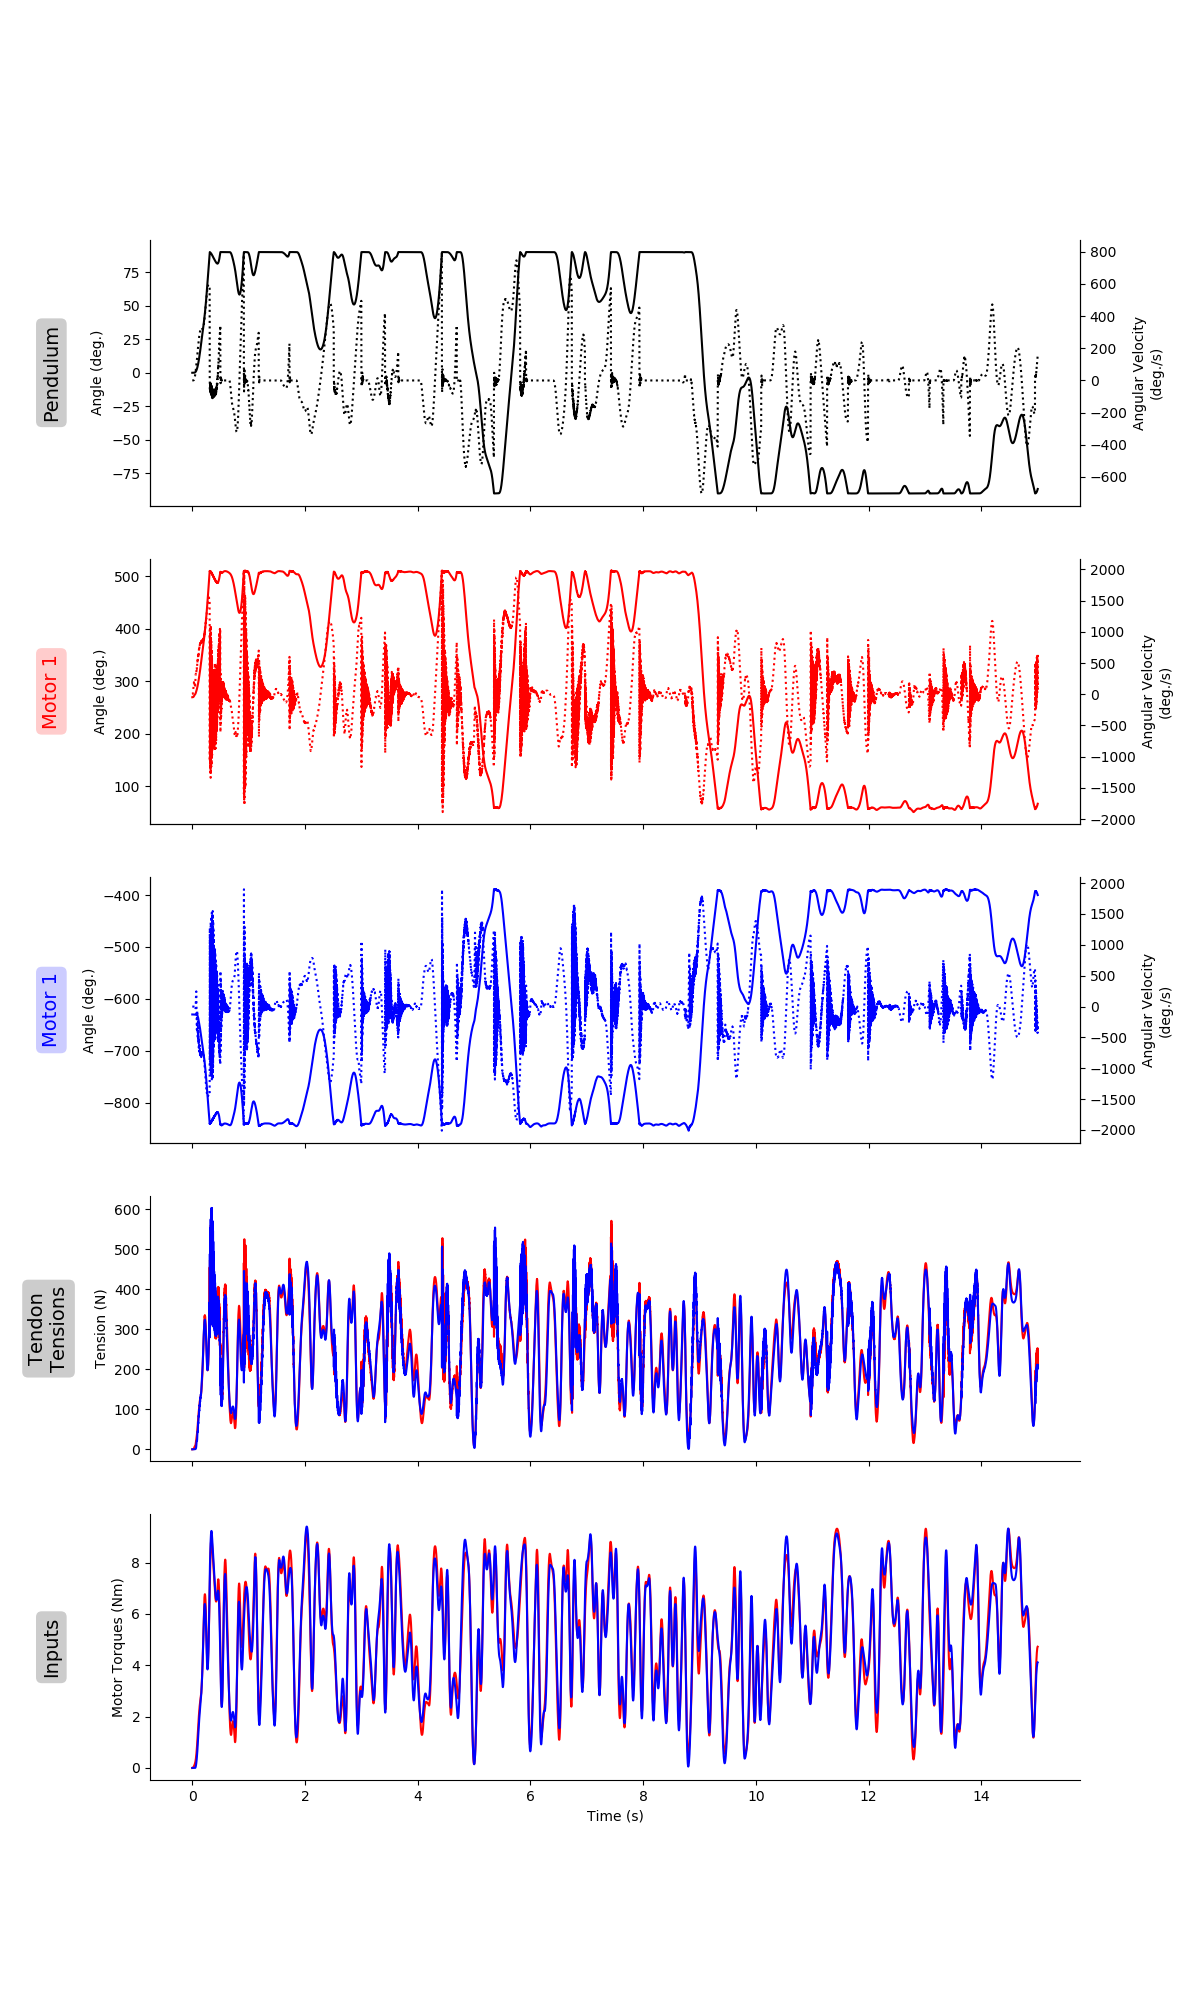 Pendulum
Angle (deg.)
75
50
25
0
−25
−50
−75
800
600
400
200
0
−200
−400
−600
Angular Velocity
(deg./s)
Motor 1
Angle (deg.)
500
400
300
200
100
2000
1500
1000
500
0
−500
−1000
−1500
−2000
Angular Velocity
(deg./s)
Motor 1
Angle (deg.)
−400
−500
−600
−700
−800
2000
1500
1000
500
0
−500
−1000
−1500
−2000
Angular Velocity
(deg./s)
Tendon
Tensions
Tension (N)
600
500
400
300
200
100
0
Inputs
Motor Torques (Nm)
8
6
4
2
0
0 2 4 6 8 10 12 14
Time (s)